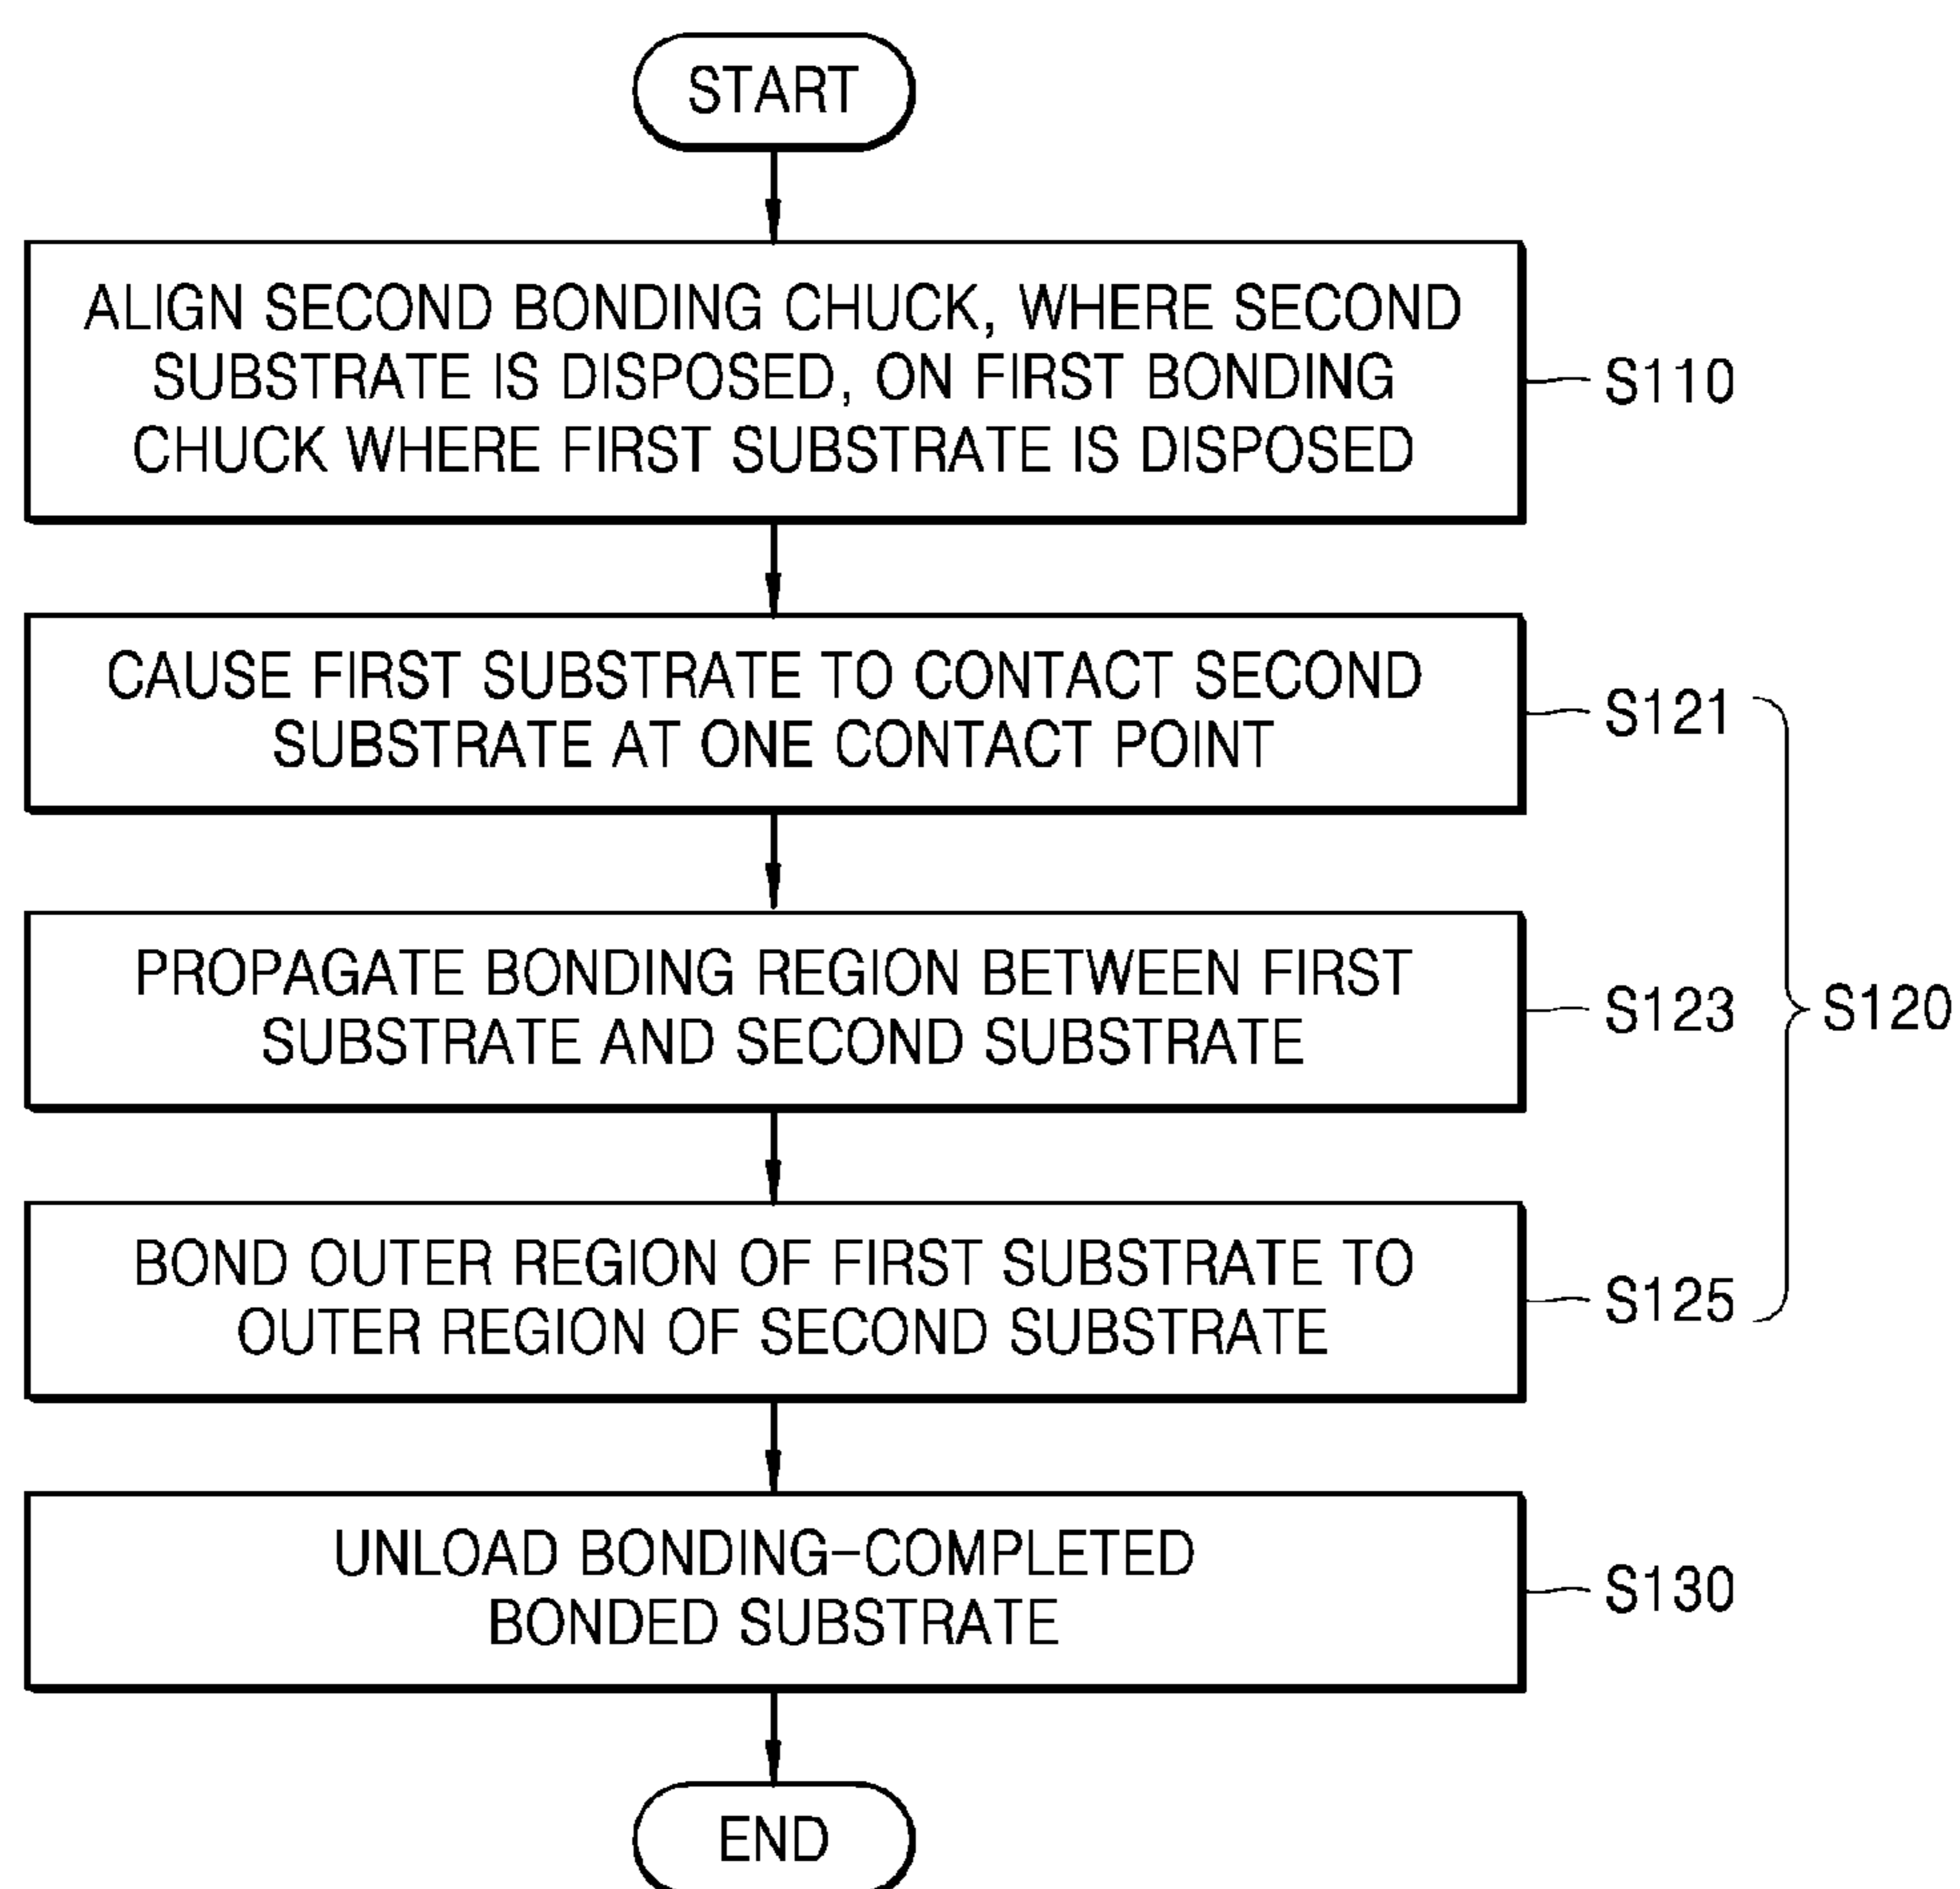 START
ALIGN SECOND BONDING CHUCK, WHERE SECOND
SUBSTRATE IS DISPOSED, ON FIRST BONDING
CHUCK WHERE FIRST SUBSTRATE IS DISPOSED
S110
CAUSE FIRST SUBSTRATE TO CONTACT SECOND
SUBSTRATE AT ONE CONTACT POINT
S121
PROPAGATE BONDING REGION BETWEEN FIRST
SUBSTRATE AND SECOND SUBSTRATE
S123
S120
BOND OUTER REGION OF FIRST SUBSTRATE TO
OUTER REGION OF SECOND SUBSTRATE
S125
UNLOAD BONDING-COMPLETED
BONDED SUBSTRATE
S130
END